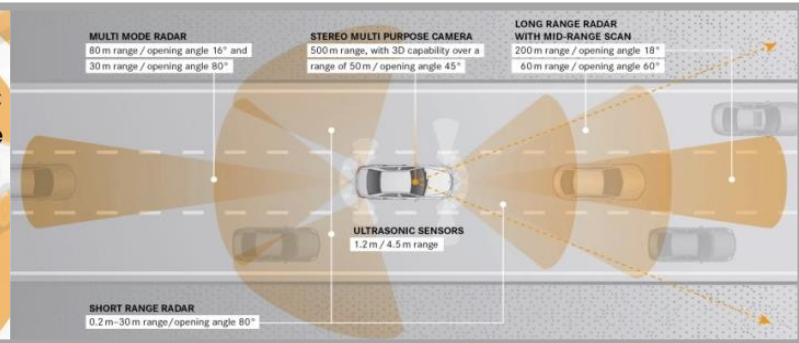 MULTI MODE RADAR
80 m range / opening angle 16° and
30 m range / opening angle 80°
STEREO MULTI PURPOSE CAMERA
500 m range, with 3D capability over a
range of 50 m / opening angle 45°
LONG RANGE RADAR
WITH MID-RANGE SCAN
200 m range / opening angle 18°
60 m range / opening angle 60°
ULTRASONIC SENSORS
1.2 m / 4.5 m range
SHORT RANGE RADAR
0.2 m–30 m range/opening angle 80°